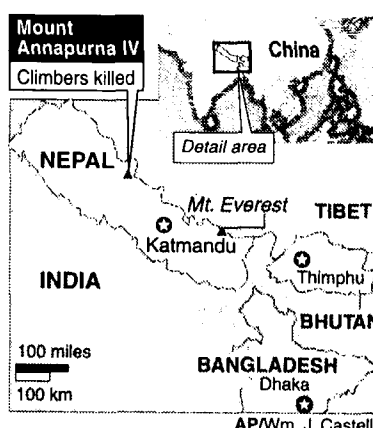 Mount
Annapurna IV
Climbers killed
China
Detail area
NEPAL
Mt. Everest
TIBET
Katmandu
INDIA
Thimphu
BHUTAN
100 miles
100 km
BANGLADESH
Dhaka
AP/Wm. J. Castell